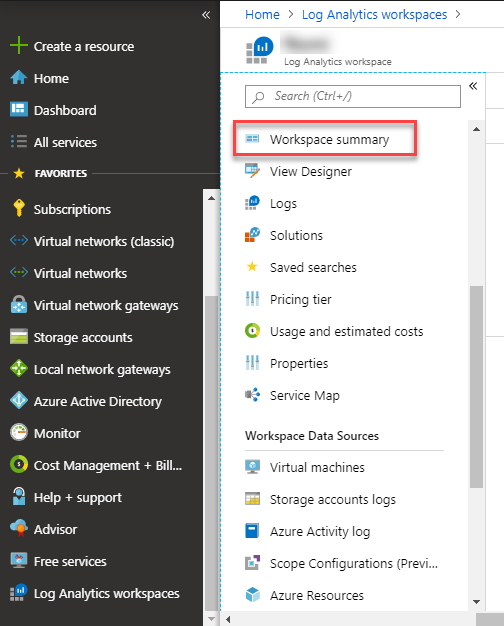 Create a resource
Home
Dashboard
All services
FAVORITES
Subscriptions
Virtual networks (classic)
Virtual networks
Virtual network gateways
Storage accounts
Local network gateways
Azure Active Directory
Monitor
Cost Management + Bill...
Help + support
Advisor
Free services
Log Analytics workspaces
Home > Log Analytics workspaces >
Log Analytics workspace
Search (Ctrl+/)
Workspace summary
View Designer
Logs
Solutions
Saved searches
Pricing tier
Usage and estimated costs
Properties
Service Map
Workspace Data Sources
Virtual machines
Storage accounts logs
Azure Activity log
Scope Configurations (Previ...
Azure Resources